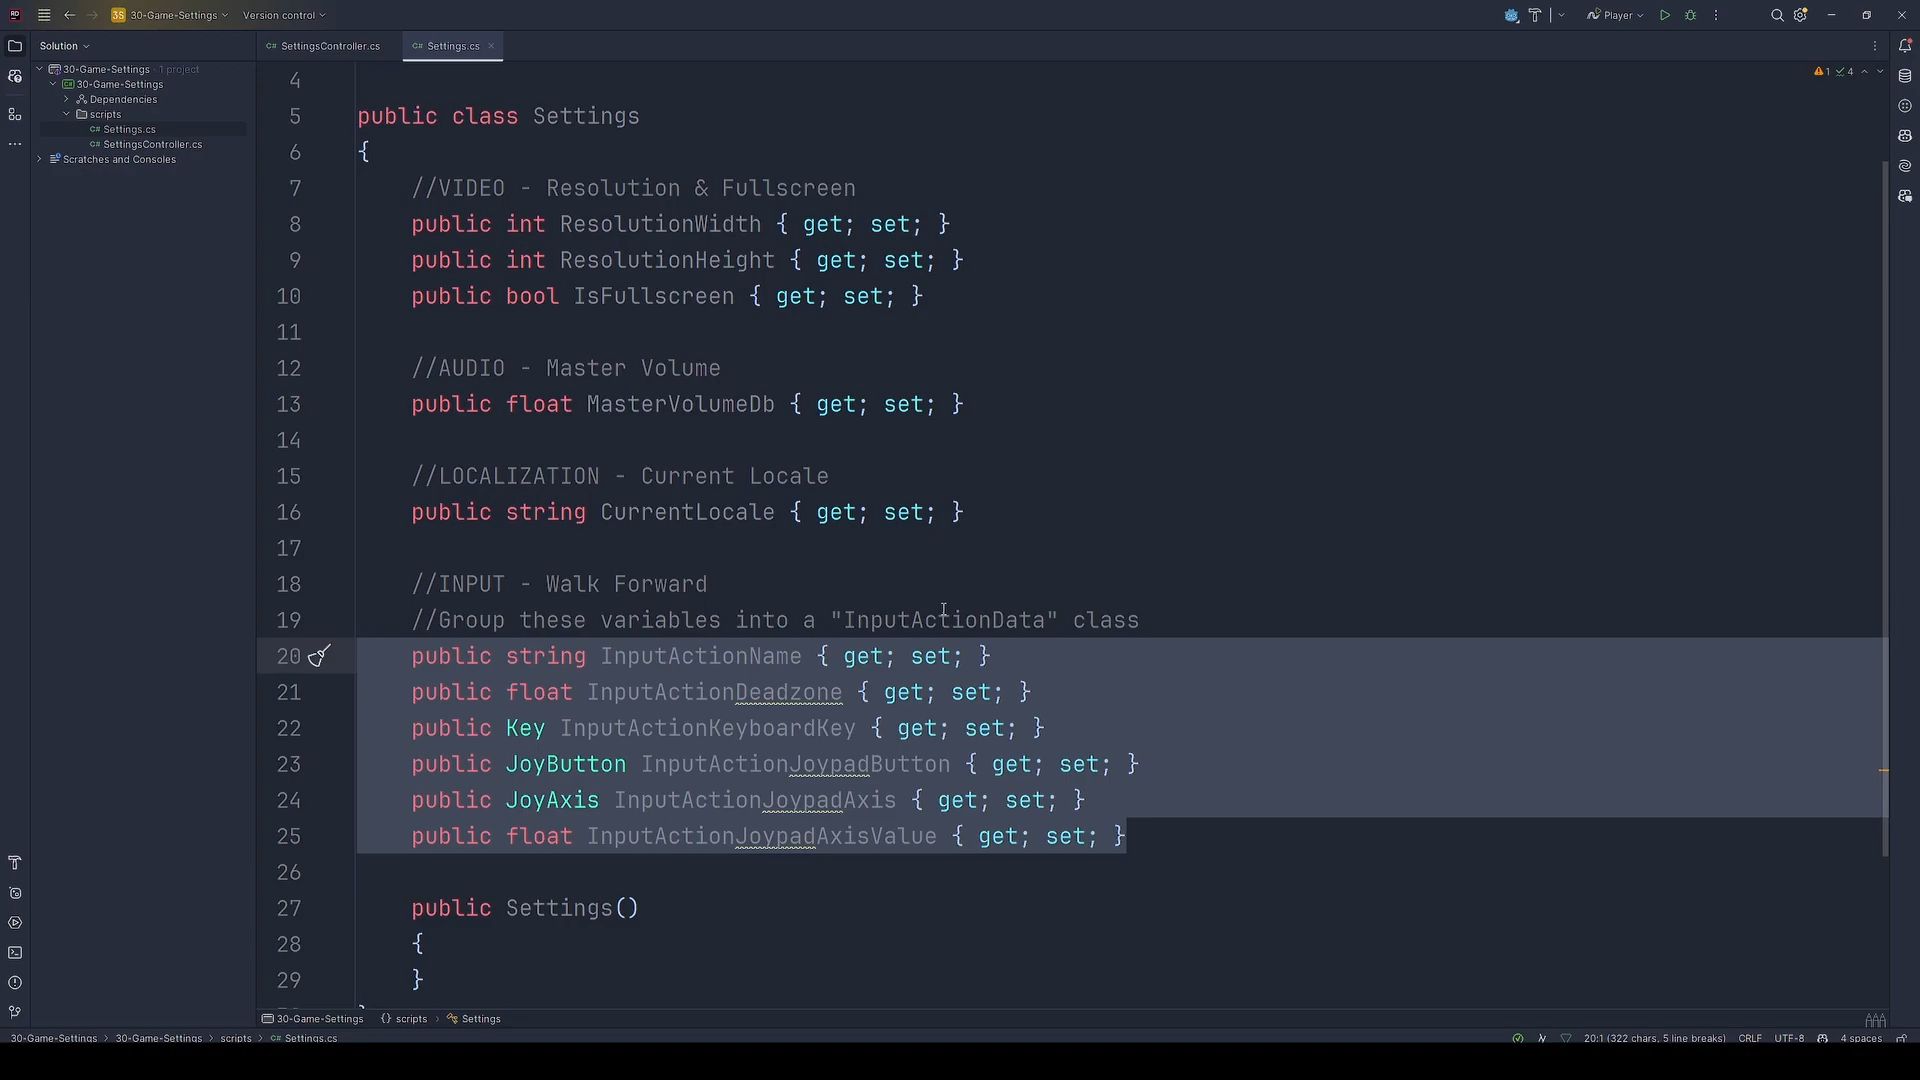 3S 30-Game-Settings
Version control
Player
Solution
C# SettingsController.cs
C# Settings.cs
30-Game-Settings · 1 project
30-Game-Settings
Dependencies
scripts
C# Settings.cs
C# SettingsController.cs
Scratches and Consoles
1 4
4
5 public class Settings
6 {
7 //VIDEO - Resolution & Fullscreen
8 public int ResolutionWidth { get; set; }
9 public int ResolutionHeight { get; set; }
10 public bool IsFullscreen { get; set; }
11
12 //AUDIO - Master Volume
13 public float MasterVolumeDb { get; set; }
14
15 //LOCALIZATION - Current Locale
16 public string CurrentLocale { get; set; }
17
18 //INPUT - Walk Forward
19 //Group these variables into a "InputActionData" class
20 public string InputActionName { get; set; }
21 public float InputActionDeadzone { get; set; }
22 public Key InputActionKeyboardKey { get; set; }
23 public JoyButton InputActionJoypadButton { get; set; }
24 public JoyAxis InputActionJoypadAxis { get; set; }
25 public float InputActionJoypadAxisValue { get; set; }
26
27 public Settings()
28 {
29 }
30-Game-Settings {} scripts › Settings
30-Game-Settings › 30-Game-Settings › scripts › C# Settings.cs
20:1 (322 chars, 5 line breaks) CRLF UTF-8 4 spaces